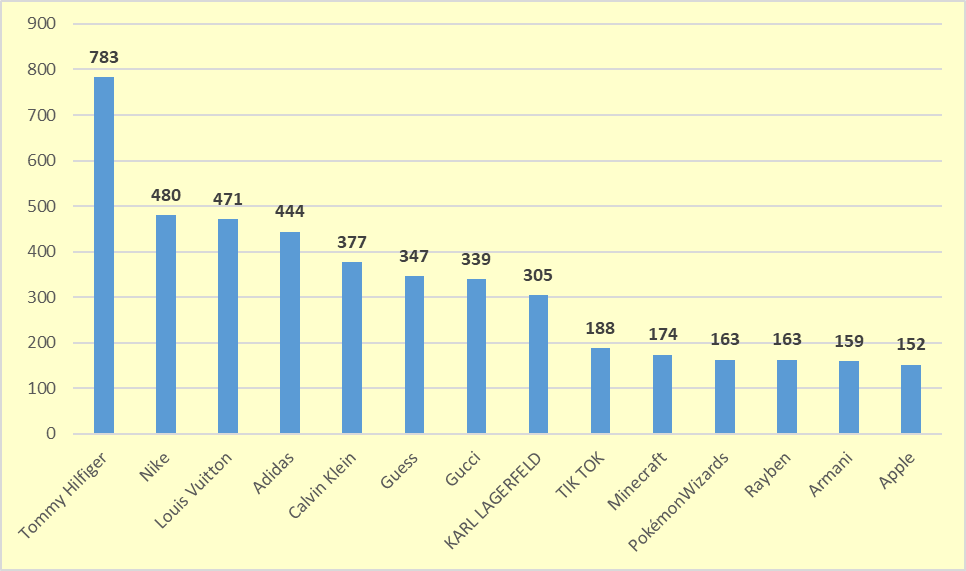 900
800
700
600
500
400
300
200
100
0
783
480
471
444
377
347
339
305
188
174
163
163
159
152
Tommy Hilfiger
Nike
Louis Vuitton
Adidas
Calvin Klein
Guess
Gucci
KARL LAGERFELD
TIK TOK
Minecraft
PokémonWizards
Rayben
Armani
Apple